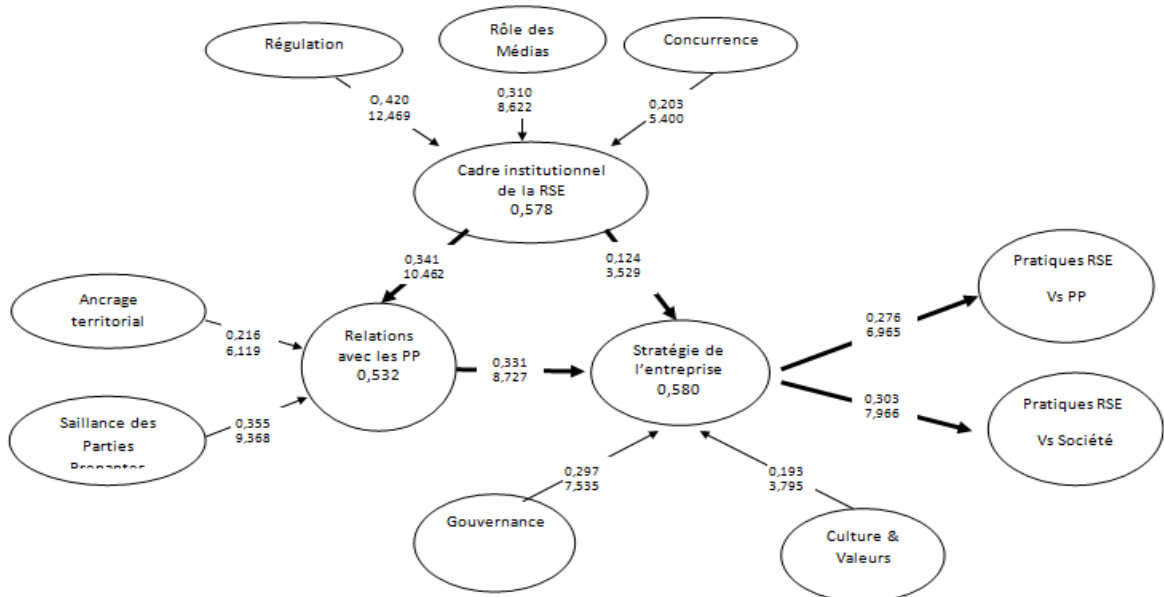 Régulation
Rôle des
Médias
Concurrence
0,420
12,469
0,310
8,622
0,203
5.400
Cadre institutionnel
de la RSE
0,578
0,341
10.462
0,124
3,529
Pratiques RSE
Vs PP
Ancrage
territorial
0,216
6,119
Relations
avec les PP
0,532
0,331
8,727
Stratégie de
l'entreprise
0,580
0,276
6,965
0,303
7,966
Pratiques RSE
Vs Société
Saillance des
Parties
Prenantes
0,355
9,368
0,297
7,535
0,193
3,795
Gouvernance
Culture &
Valeurs